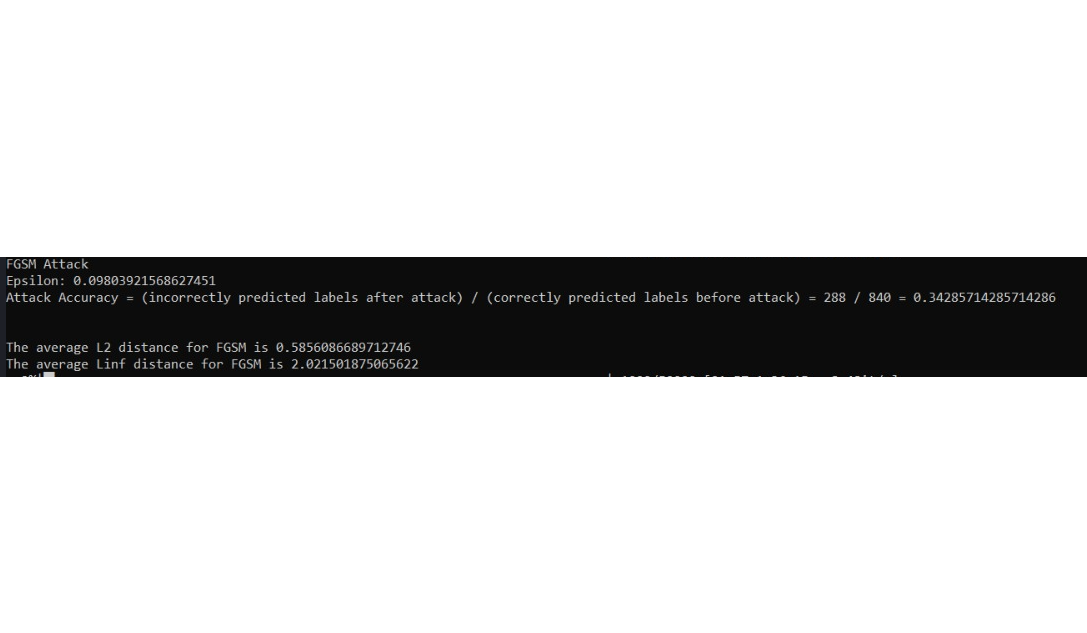 FGSM Attack
Epsilon: 0.09803921568627451
Attack Accuracy = (incorrectly predicted labels after attack) / (correctly predicted labels before attack) = 288 / 840 = 0.34285714285714286
The average L2 distance for FGSM is 0.5856086689712746
The average Linf distance for FGSM is 2.021501875065622